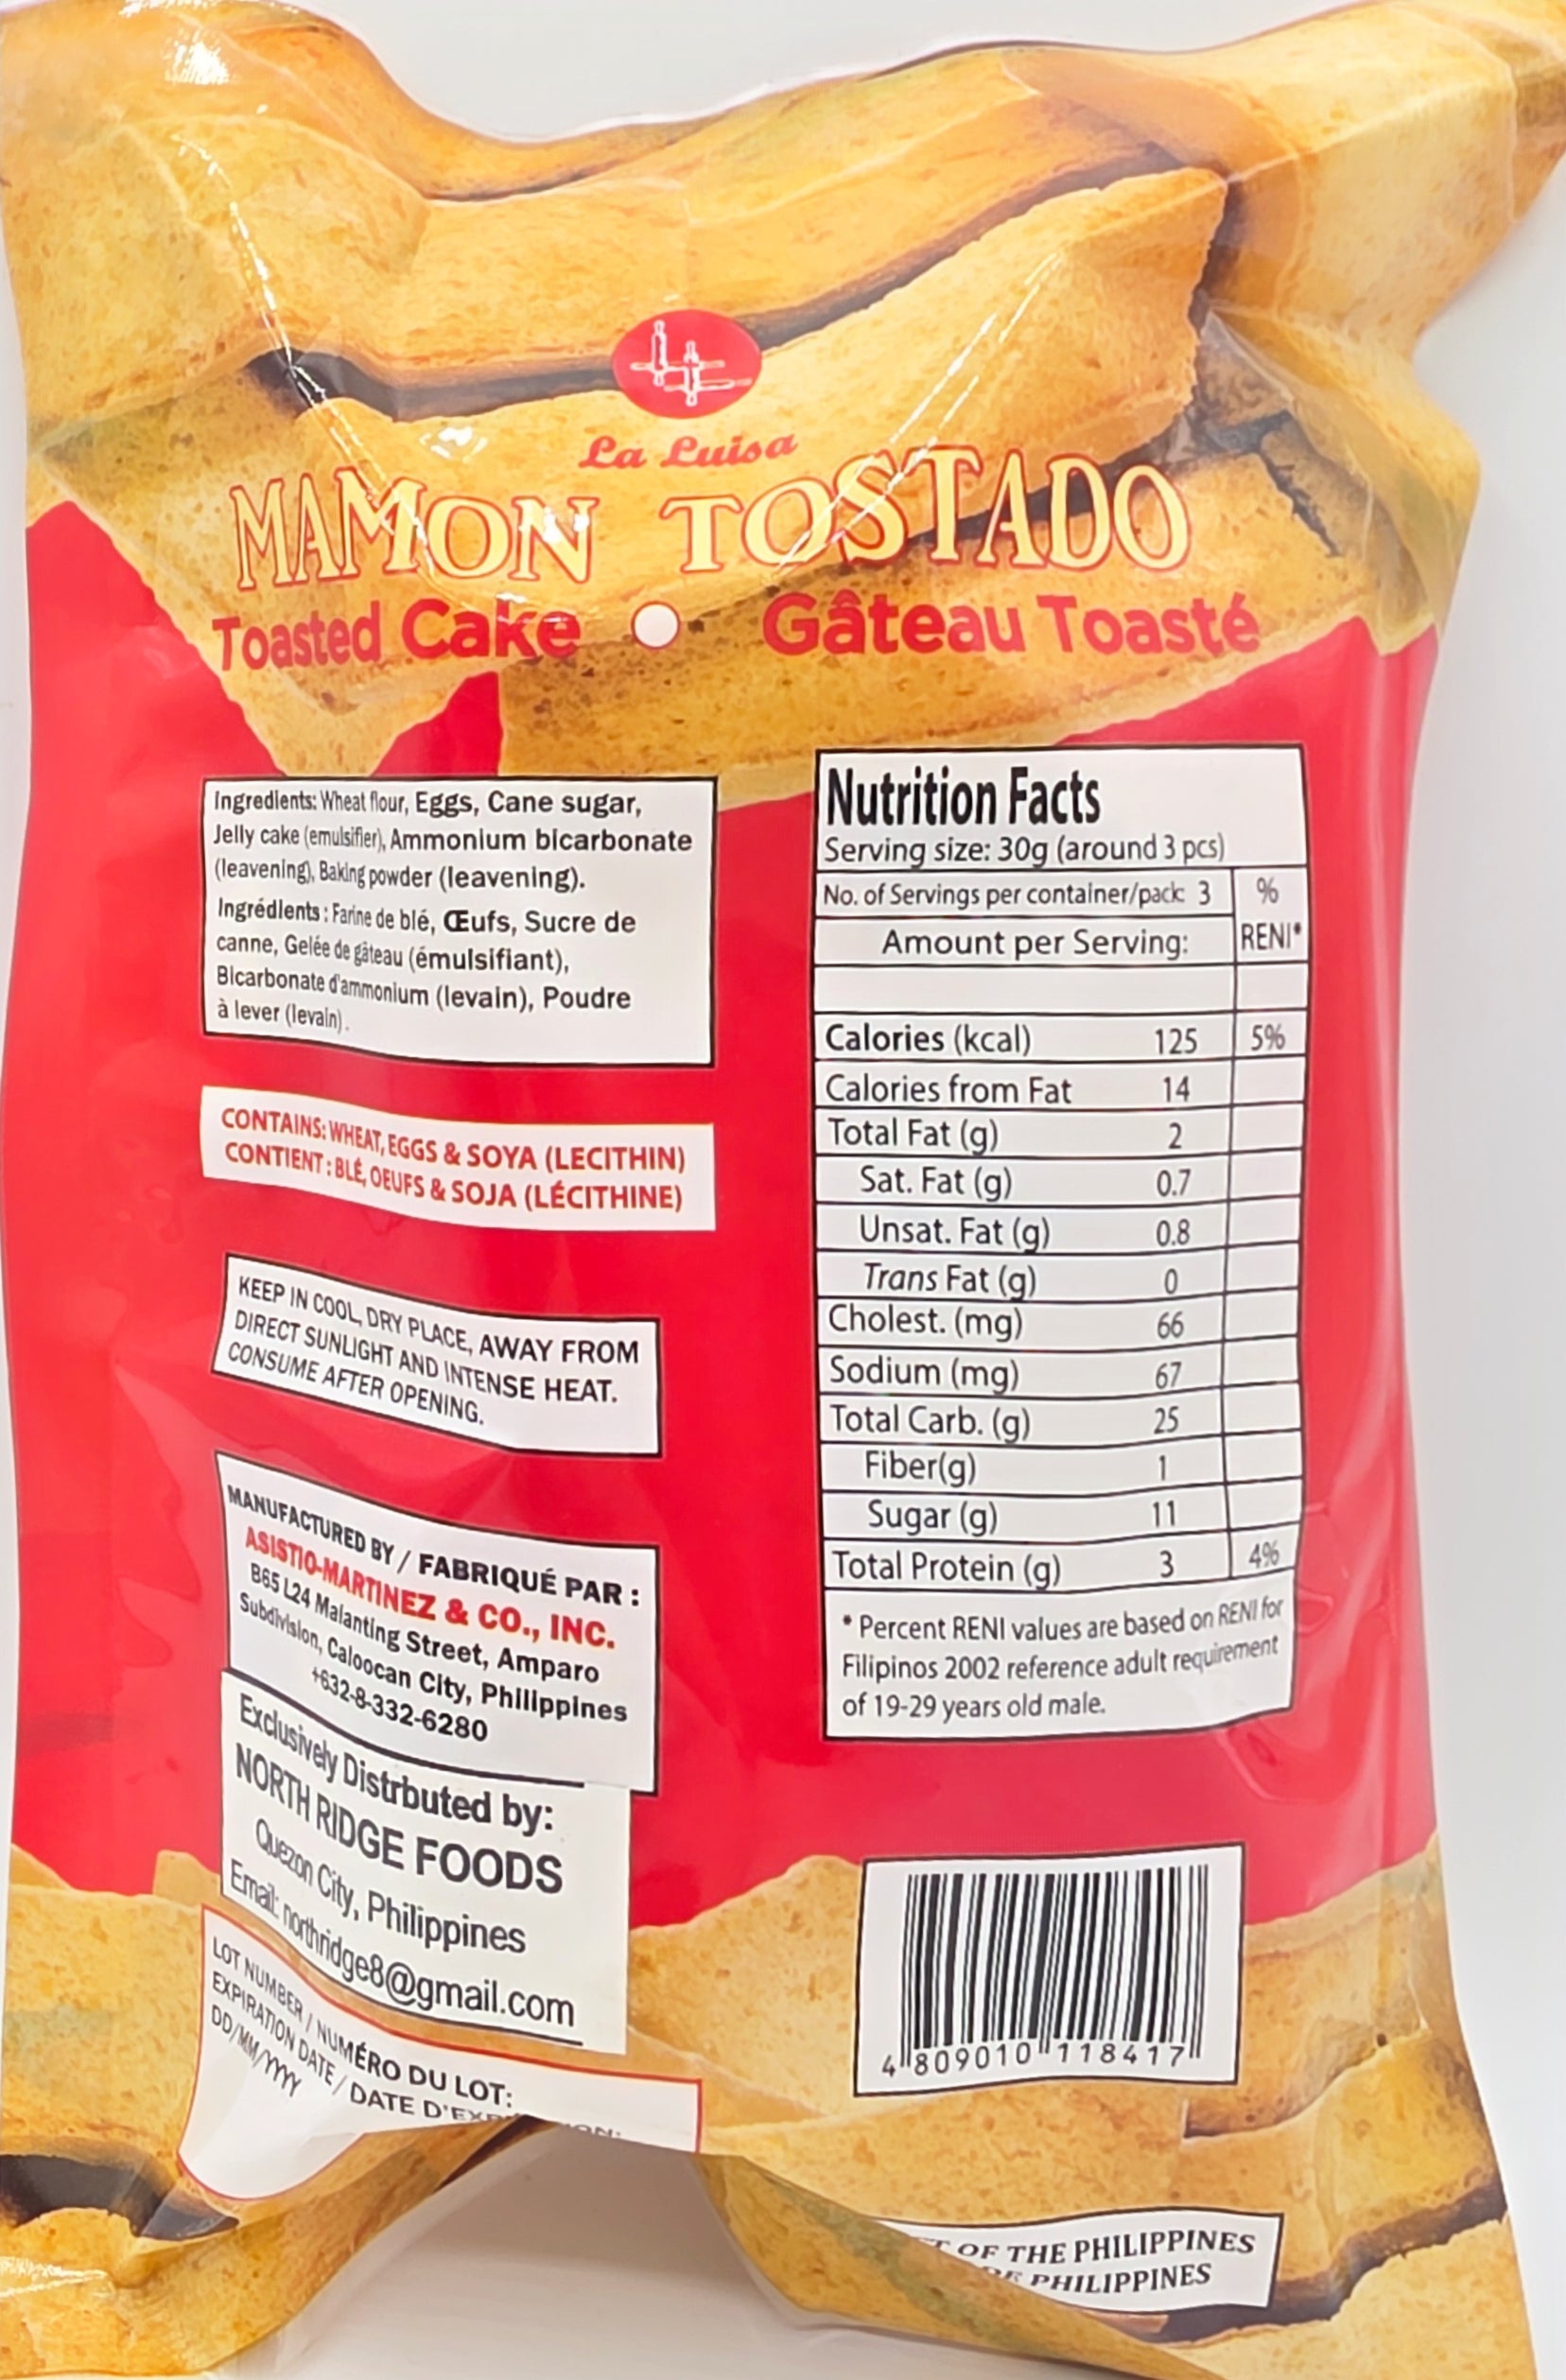 La Luisa
MAMON TOSTADO
Toasted Cake Gâteau Toasté
Ingredients: Wheat flour, Eggs, Cane sugar,
Jelly cake (emulsifier), Ammonium bicarbonate
(leavening), Baking powder (leavening).
Ingrédients : Farine de blé, Œufs, Sucre de
canne, Gelée de gâteau (émulsifiant),
Bicarbonate d'ammonium (levain), Poudre
à lever (levain).
CONTAINS: WHEAT, EGGS & SOYA (LECITHIN)
CONTIENT : BLÉ, OEUFS & SOJA (LÉCITHINE)
KEEP IN COOL, DRY PLACE, AWAY FROM
DIRECT SUNLIGHT AND INTENSE HEAT.
CONSUME AFTER OPENING.
MANUFACTURED BY / FABRIQUÉ PAR :
ASISTIO-MARTINEZ & CO., INC.
B65 L24 Malanting Street, Amparo
Subdivision, Caloocan City, Philippines
+632-8-332-6280
Exclusively Distrbuted by:
NORTH RIDGE FOODS
Quezon City, Philippines
Email: northridge8@gmail.com
LOT NUMBER / NUMÉRO DU LOT:
EXPIRATION DATE / DATE D'
DD/MM/YYYY
Nutrition Facts
Serving size: 30g (around 3 pcs)
No. of Servings per container/pack: 3 %
Amount per Serving: RENI*
Calories (kcal) 125 5%
Calories from Fat 14
Total Fat (g) 2
Sat. Fat (g) 0.7
Unsat. Fat (g) 0.8
Trans Fat (g) 0
Cholest. (mg) 66
Sodium (mg) 67
Total Carb. (g) 25
Fiber(g) 1
Sugar (g) 11
Total Protein (g) 3 4%
* Percent RENI values are based on RENI for
Filipinos 2002 reference adult requirement
of 19-29 years old male.
4 809010 118417
OF THE PHILIPPINES
PHILIPPINES